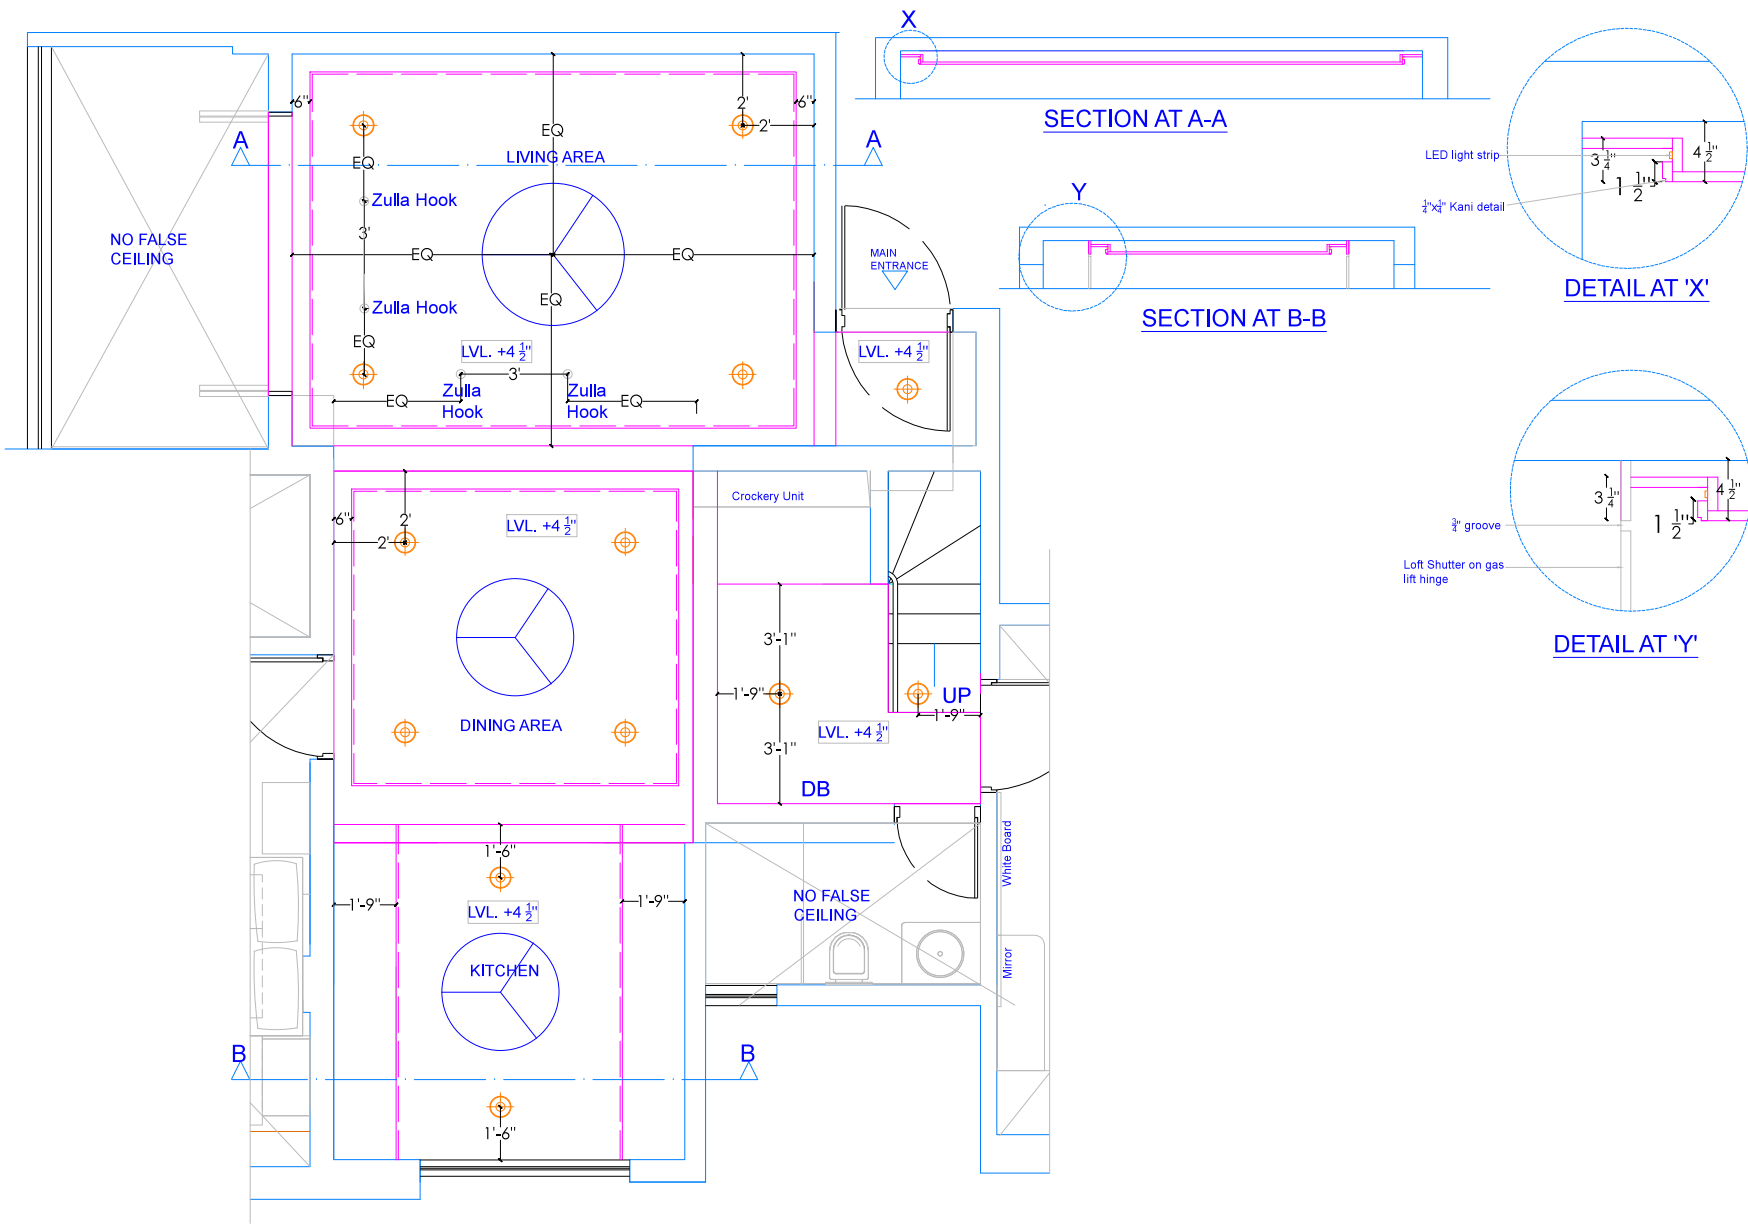 X
SECTION AT A-A
6"
2'
6"
2'
EQ
A
EQ
LIVING AREA
A
Zulla Hook
3'
EQ
EQ
EQ
Zulla Hook
EQ
LVL. +4 1/2"
3'
Zulla
Hook
Zulla
Hook
EQ
EQ
NO FALSE
CEILING
MAIN
ENTRANCE
LVL. +4 1/2"
Y
SECTION AT B-B
LED light strip
3 1/4"
4 1/2"
1 1/2"
1/4"x1/4" Kani detail
DETAIL AT 'X'
3 1/4"
4 1/2"
1 1/2"
3/4" groove
Loft Shutter on gas
lift hinge
DETAIL AT 'Y'
Crockery Unit
6"
2'
LVL. +4 1/2"
2'
DINING AREA
3'-1"
1'-9"
UP
1'-9"
LVL. +4 1/2"
3'-1"
DB
1'-6"
1'-9"
1'-9"
LVL. +4 1/2"
KITCHEN
NO FALSE
CEILING
White Board
Mirror
B
B
1'-6"